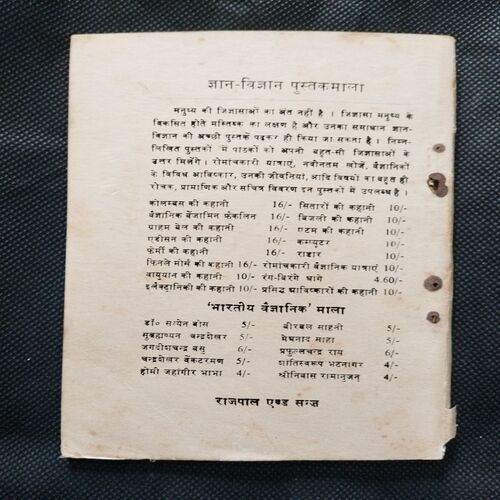 ज्ञान-विज्ञान पुस्तकमाला
मनुष्य की जिज्ञासाओं का अंत नहीं है । जिज्ञासा मनुष्य के
विकसित होते मस्तिष्क का लक्षण है और उनका समाधान ज्ञान-
विज्ञान की अच्छी पुस्तकें पढ़कर ही किया जा सकता है । निम्न-
लिखित पुस्तकों में पाठकों को अपनी बहुत-सी जिज्ञासाओं के
उत्तर मिलेंगे । रोमांचकारी यात्राएं, नवीनतम खोजें, वैज्ञानिकों
के विविध आविष्कार, उनकी जीवनियां, आदि विषयों का बहुत ही
रोचक, प्रामाणिक और सचित्र विवरण इन पुस्तकों में उपलब्ध है ।
कोलम्बस की कहानी 16/- सितारों की कहानी 10/-
वैज्ञानिक बेंजामिन फ्रेंकलिन 16/- बिजली की कहानी 10/-
ग्राहम बेल की कहानी 16/- एटम की कहानी 10/-
एडीसन की कहानी 16/- कम्प्यूटर 10/-
फेर्मी की कहानी 16/- राडार 10/-
फिनले मोर्स की कहानी 16/- रोमांचकारी वैज्ञानिक यात्राएं 10/-
वायुयान की कहानी 10/- रंग-बिरंगे धागे 4.60/-
इलैक्ट्रानिकी की कहानी 10/- प्रसिद्ध आविष्कारों की कहानी 10/-
'भारतीय वैज्ञानिक' माला
डॉ० सत्येन बोस 5/- बीरबल साहनी 5/-
सुब्रह्मण्यन चन्द्रशेखर 5/- मेघनाद साहा 5/-
जगदीशचन्द्र बसु 6/- प्रफुल्लचन्द्र राय 6/-
चन्द्रशेखर वेंकटरमण 5/- शांतिस्वरूप भटनागर 4/-
होमी जहांगीर भाभा 4/- श्रीनिवास रामानुजन् 4/-
राजपाल एण्ड सन्ज़